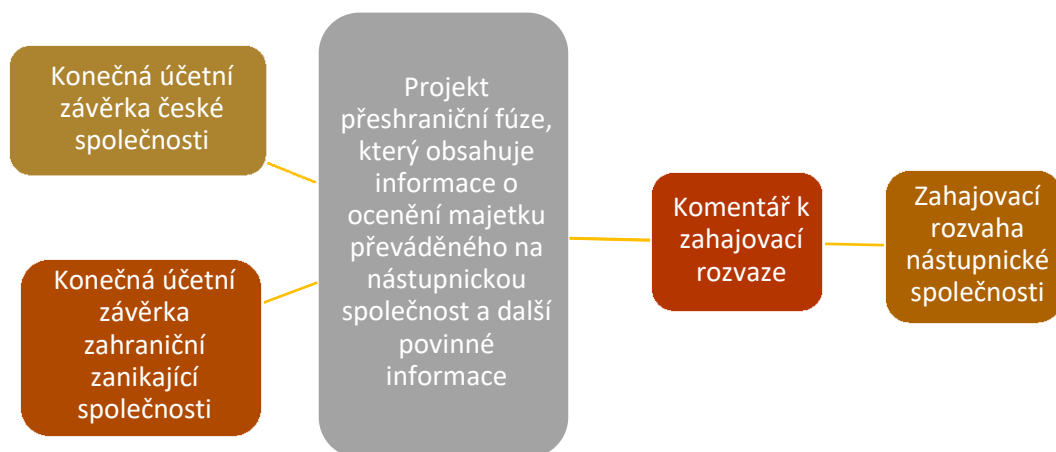 Konečná účetní
závěrka české
společnosti
Konečná účetní
závěrka
zahraniční
zanikající
společnosti
Projekt
přeshraniční fúze,
který obsahuje
informace o
ocenění majetku
převáděného na
nástupnickou
společnost a další
povinné
informace
Komentář k
zahajovací
rozvaze
Zahajovací
rozvaha
nástupnické
společnosti